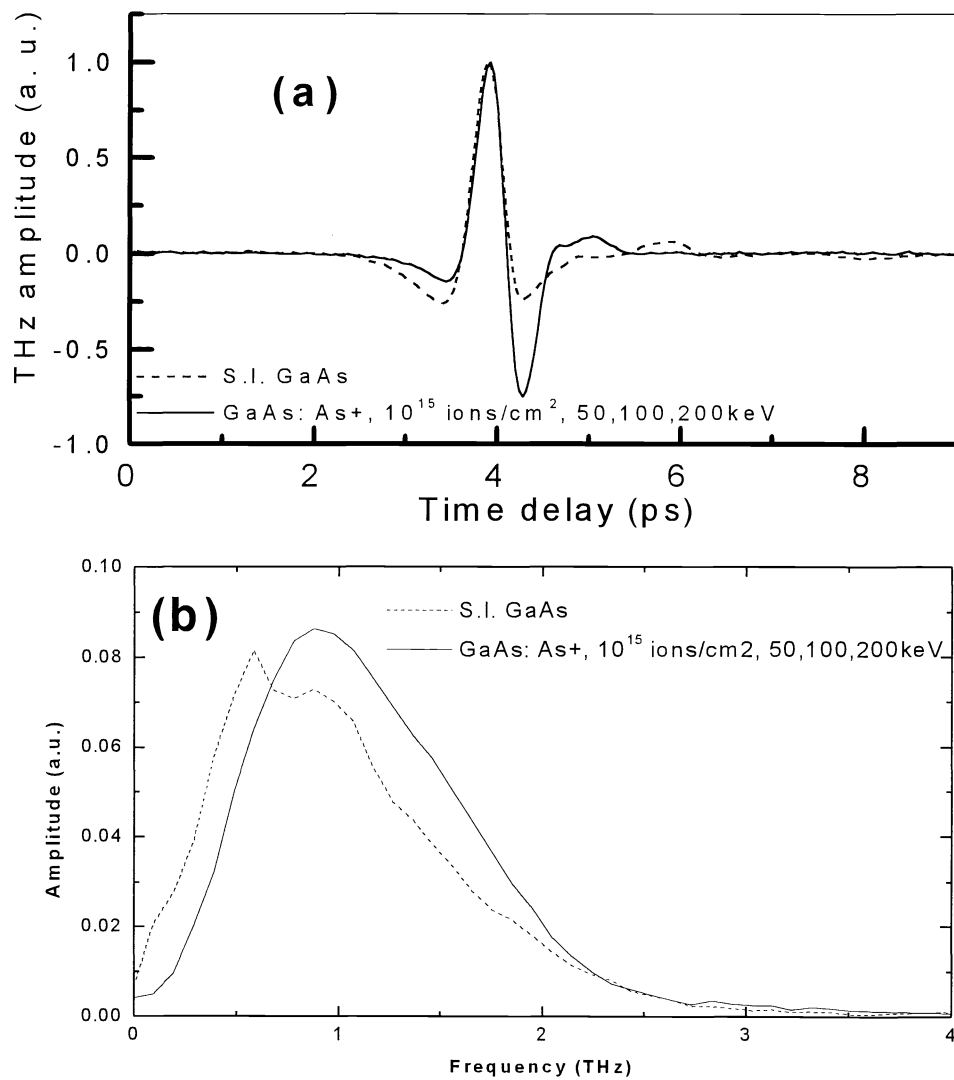 (a)
THz amplitude (a. u.)
1.0
0.5
0.0
-0.5
-1.0
S.I. GaAs
GaAs: As+, 10¹⁵ ions/cm², 50,100,200keV
0 2 4 6 8
Time delay (ps)
(b)
Amplitude (a.u.)
0.10
0.08
0.06
0.04
0.02
0.00
S.I. GaAs
GaAs: As+, 10¹⁵ ions/cm2, 50,100,200keV
0 1 2 3 4
Frequency (THz)